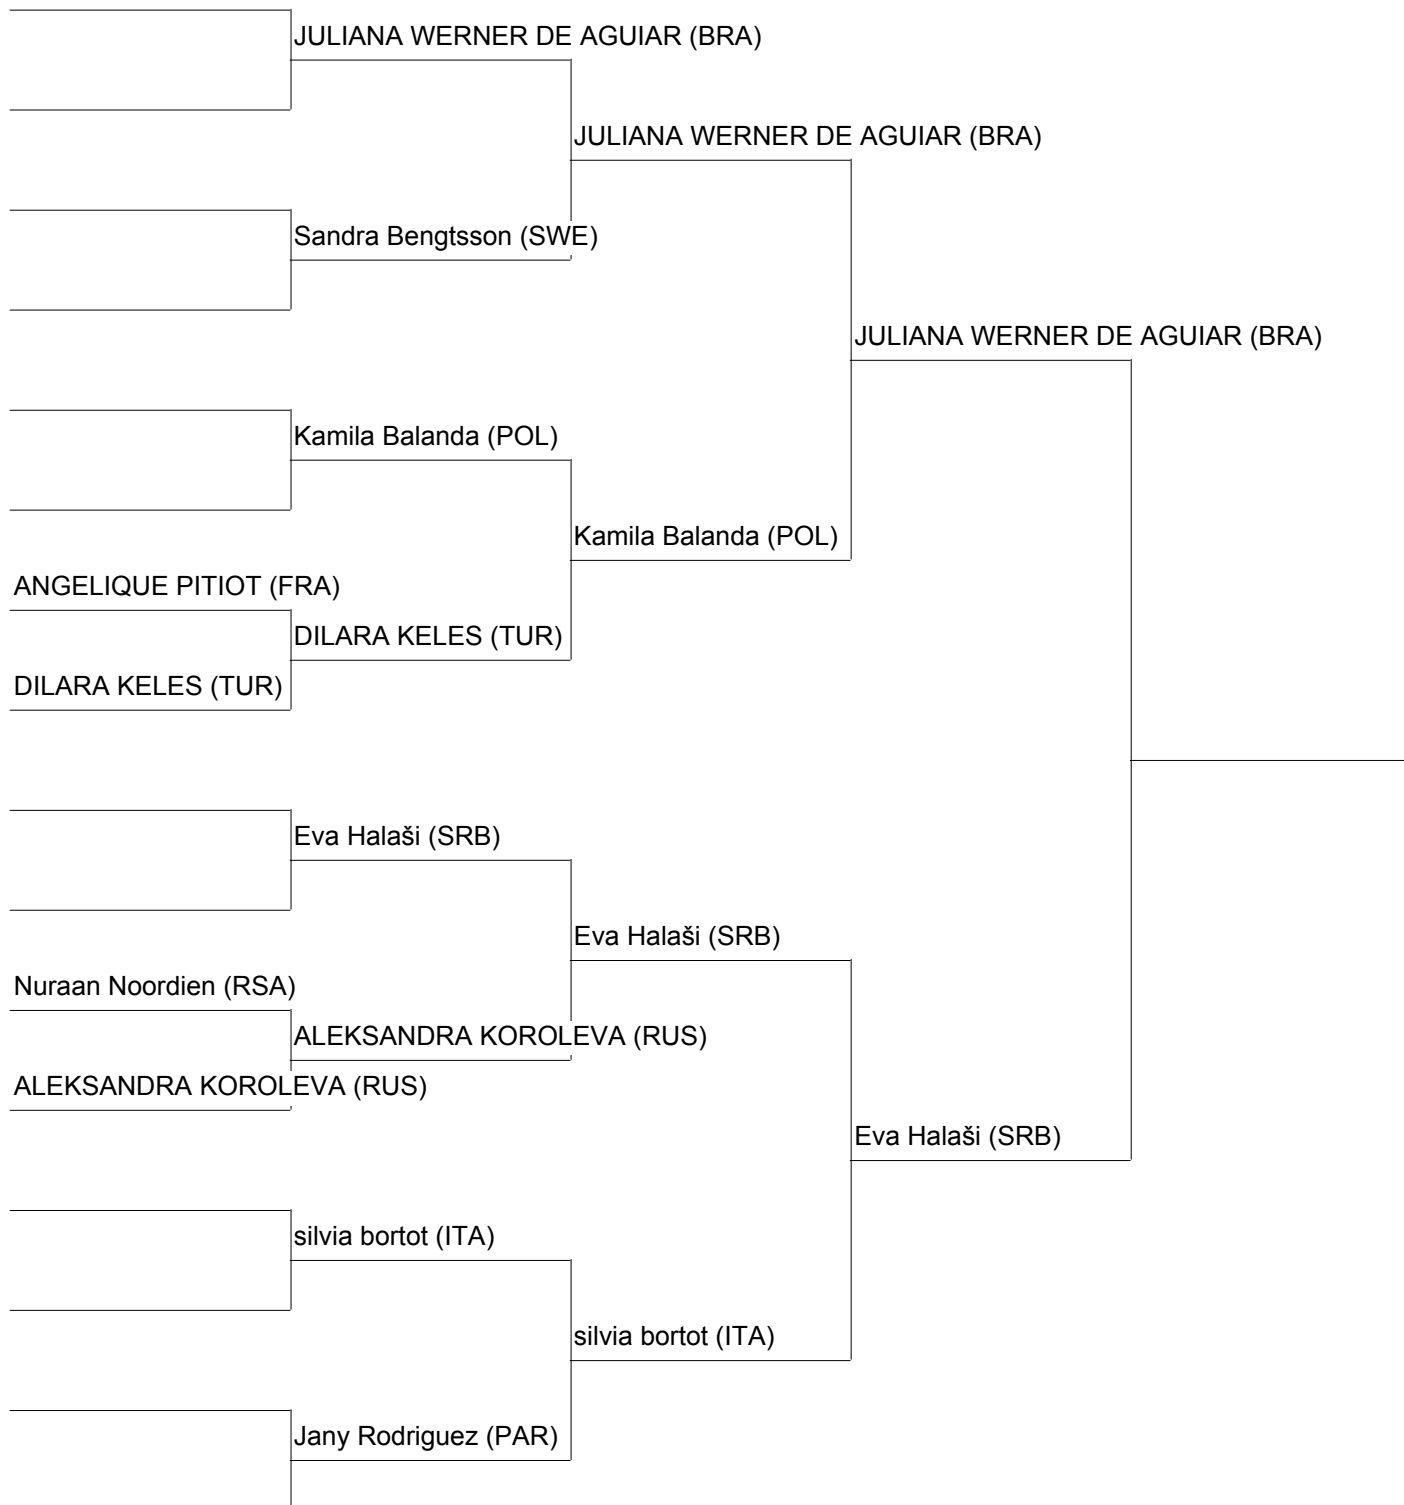 JULIANA WERNER DE AGUIAR (BRA)
JULIANA WERNER DE AGUIAR (BRA)
Sandra Bengtsson (SWE)
JULIANA WERNER DE AGUIAR (BRA)
Kamila Balanda (POL)
Kamila Balanda (POL)
ANGELIQUE PITIOT (FRA)
DILARA KELES (TUR)
DILARA KELES (TUR)
Eva Halaši (SRB)
Eva Halaši (SRB)
Nuraan Noordien (RSA)
ALEKSANDRA KOROLEVA (RUS)
ALEKSANDRA KOROLEVA (RUS)
Eva Halaši (SRB)
silvia bortot (ITA)
silvia bortot (ITA)
Jany Rodriguez (PAR)